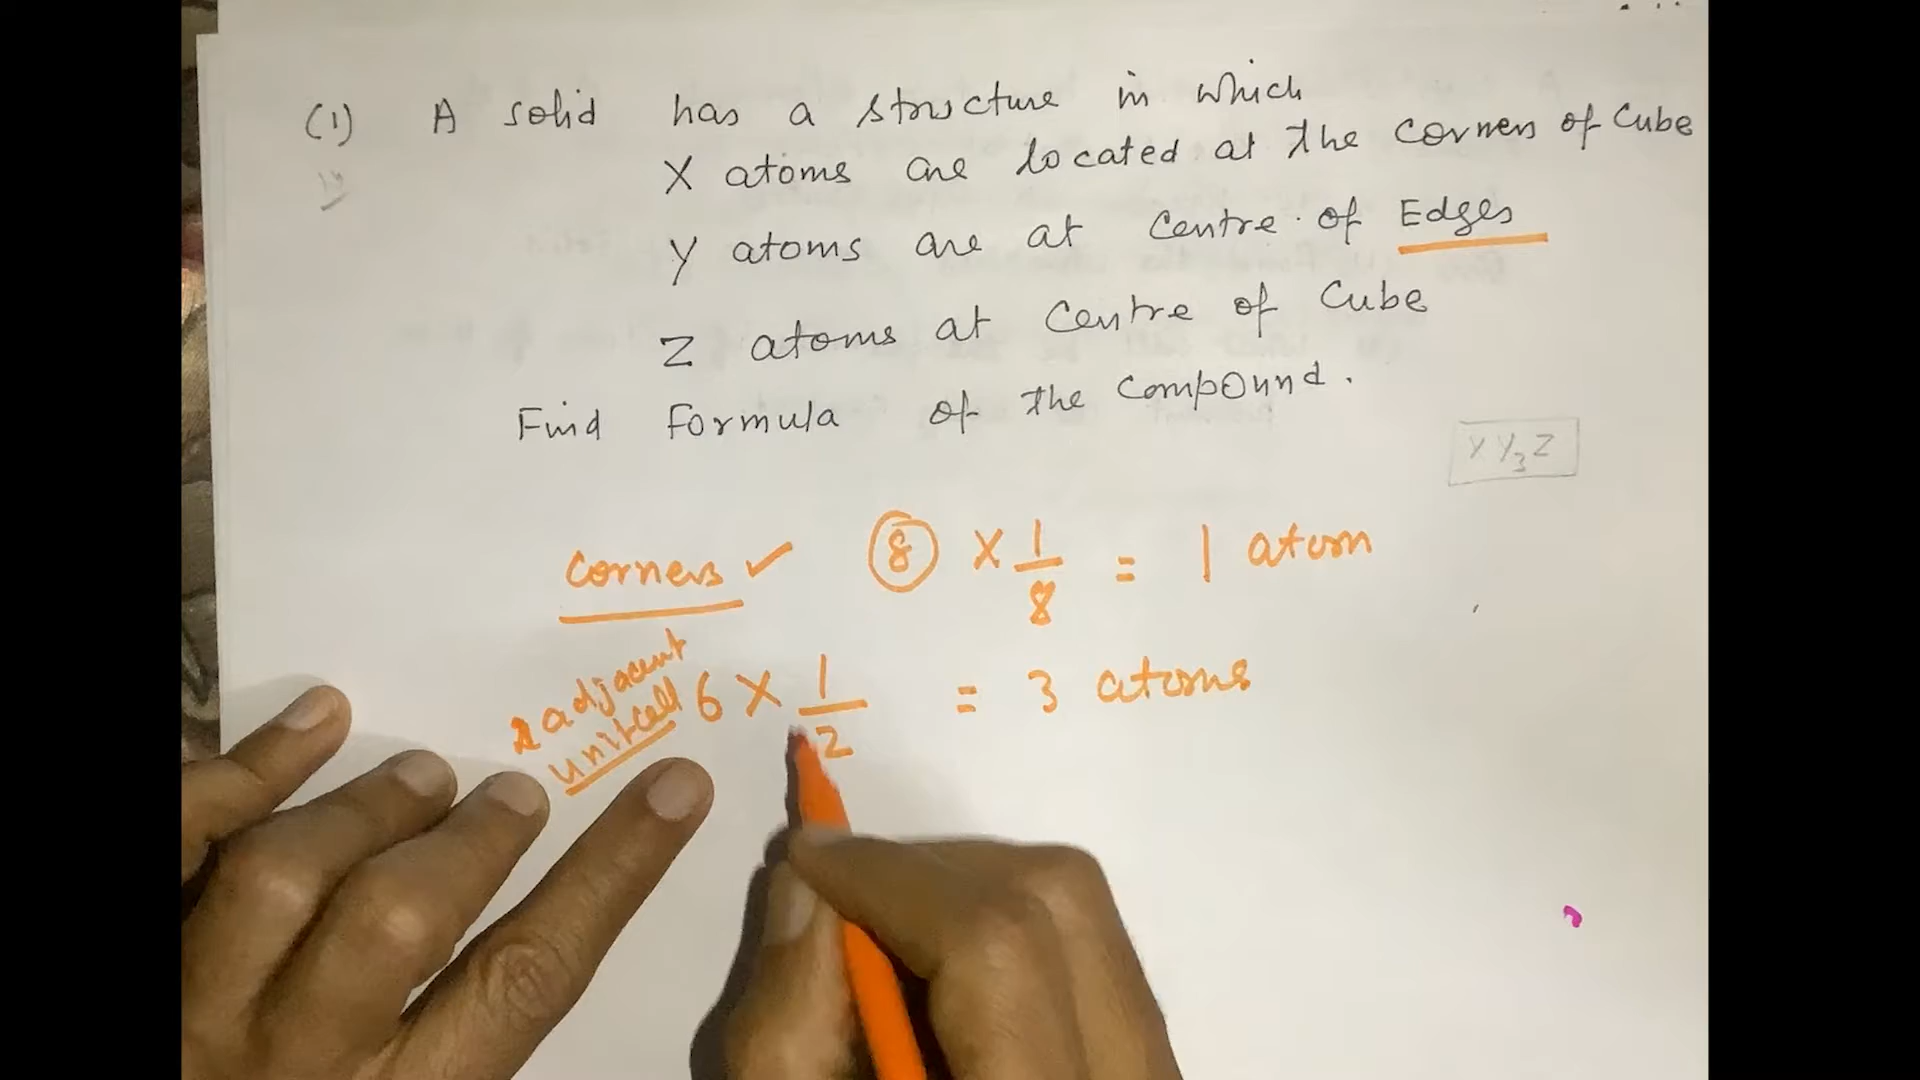 (1) A solid has a structure in which
X atoms are located at the corners of Cube
Y atoms are at Centre of Edges
Z atoms at Centre of Cube
Find Formula of the Compound.
X Y3 Z
Corners ✓ 8 × 1/8 = 1 atom
adjacent
unitcell
6 × 1/2 = 3 atoms